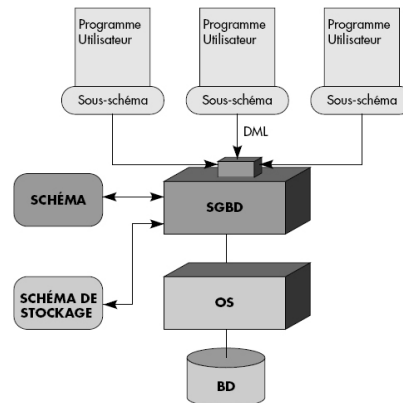 Programme
Utilisateur
Programme
Utilisateur
Programme
Utilisateur
Sous-schéma
Sous-schéma
Sous-schéma
DML
SCHÉMA
SGBD
SCHÉMA DE
STOCKAGE
OS
BD